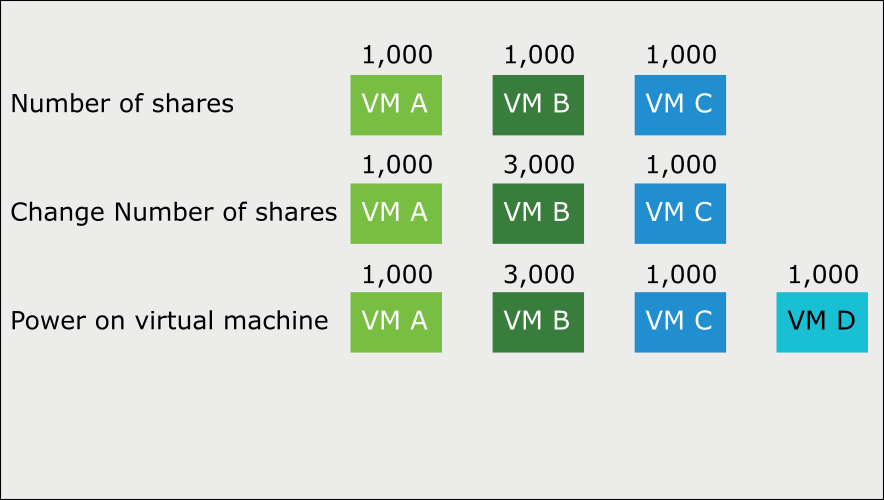 1,000 1,000 1,000
Number of shares VM A VM B VM C
1,000 3,000 1,000
Change Number of shares VM A VM B VM C
1,000 3,000 1,000 1,000
Power on virtual machine VM A VM B VM C VM D